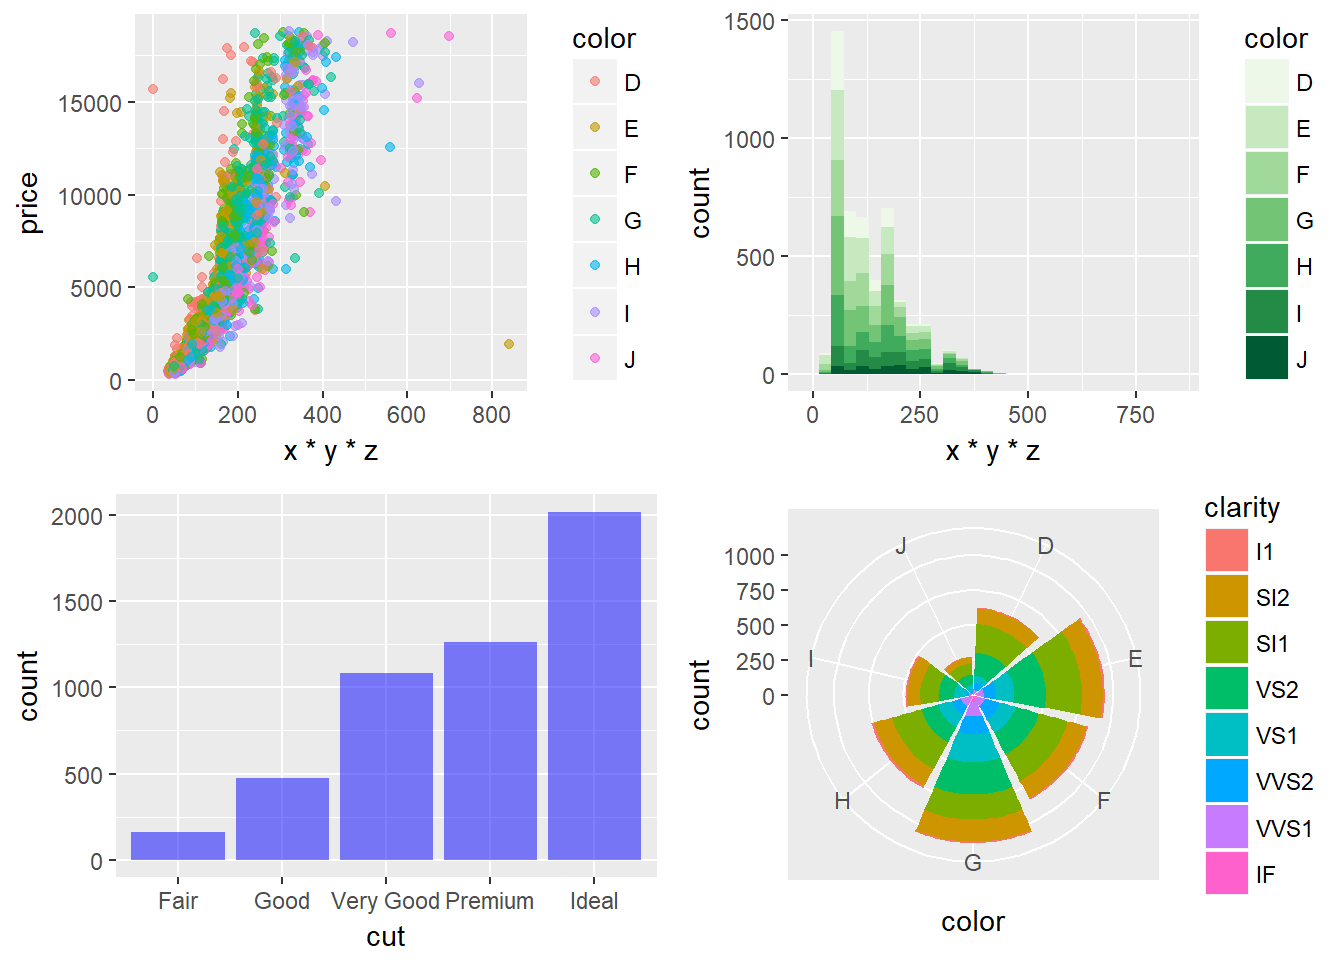 price
15000
10000
5000
0
0 200 400 600 800
x * y * z
color
D
E
F
G
H
I
J
count
1500
1000
500
0
0 250 500 750
x * y * z
color
D
E
F
G
H
I
J
count
2000
1500
1000
500
0
Fair Good Very Good Premium Ideal
cut
count
1000
750
500
250
0
J D
I E
H F
G
color
clarity
I1
SI2
SI1
VS2
VS1
VVS2
VVS1
IF